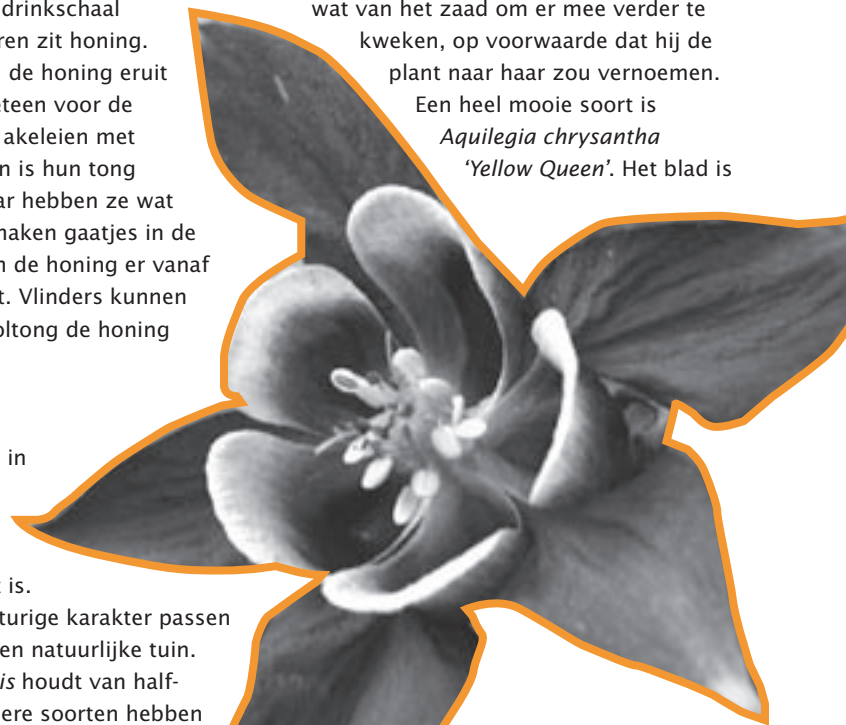 drinkschaal
ren zit honing.
de honing eruit
teen voor de
akeleien met
n is hun tong
ar hebben ze wat
maken gaatjes in de
n de honing er vanaf
t. Vlinders kunnen
oltong de honing
in
t is.
turige karakter passen
en natuurlijke tuin.
is houdt van half-
ere soorten hebben
wat van het zaad om er mee verder te
kweken, op voorwaarde dat hij de
plant naar haar zou vernoemen.
Een heel mooie soort is
Aquilegia chrysantha
‘Yellow Queen’. Het blad is